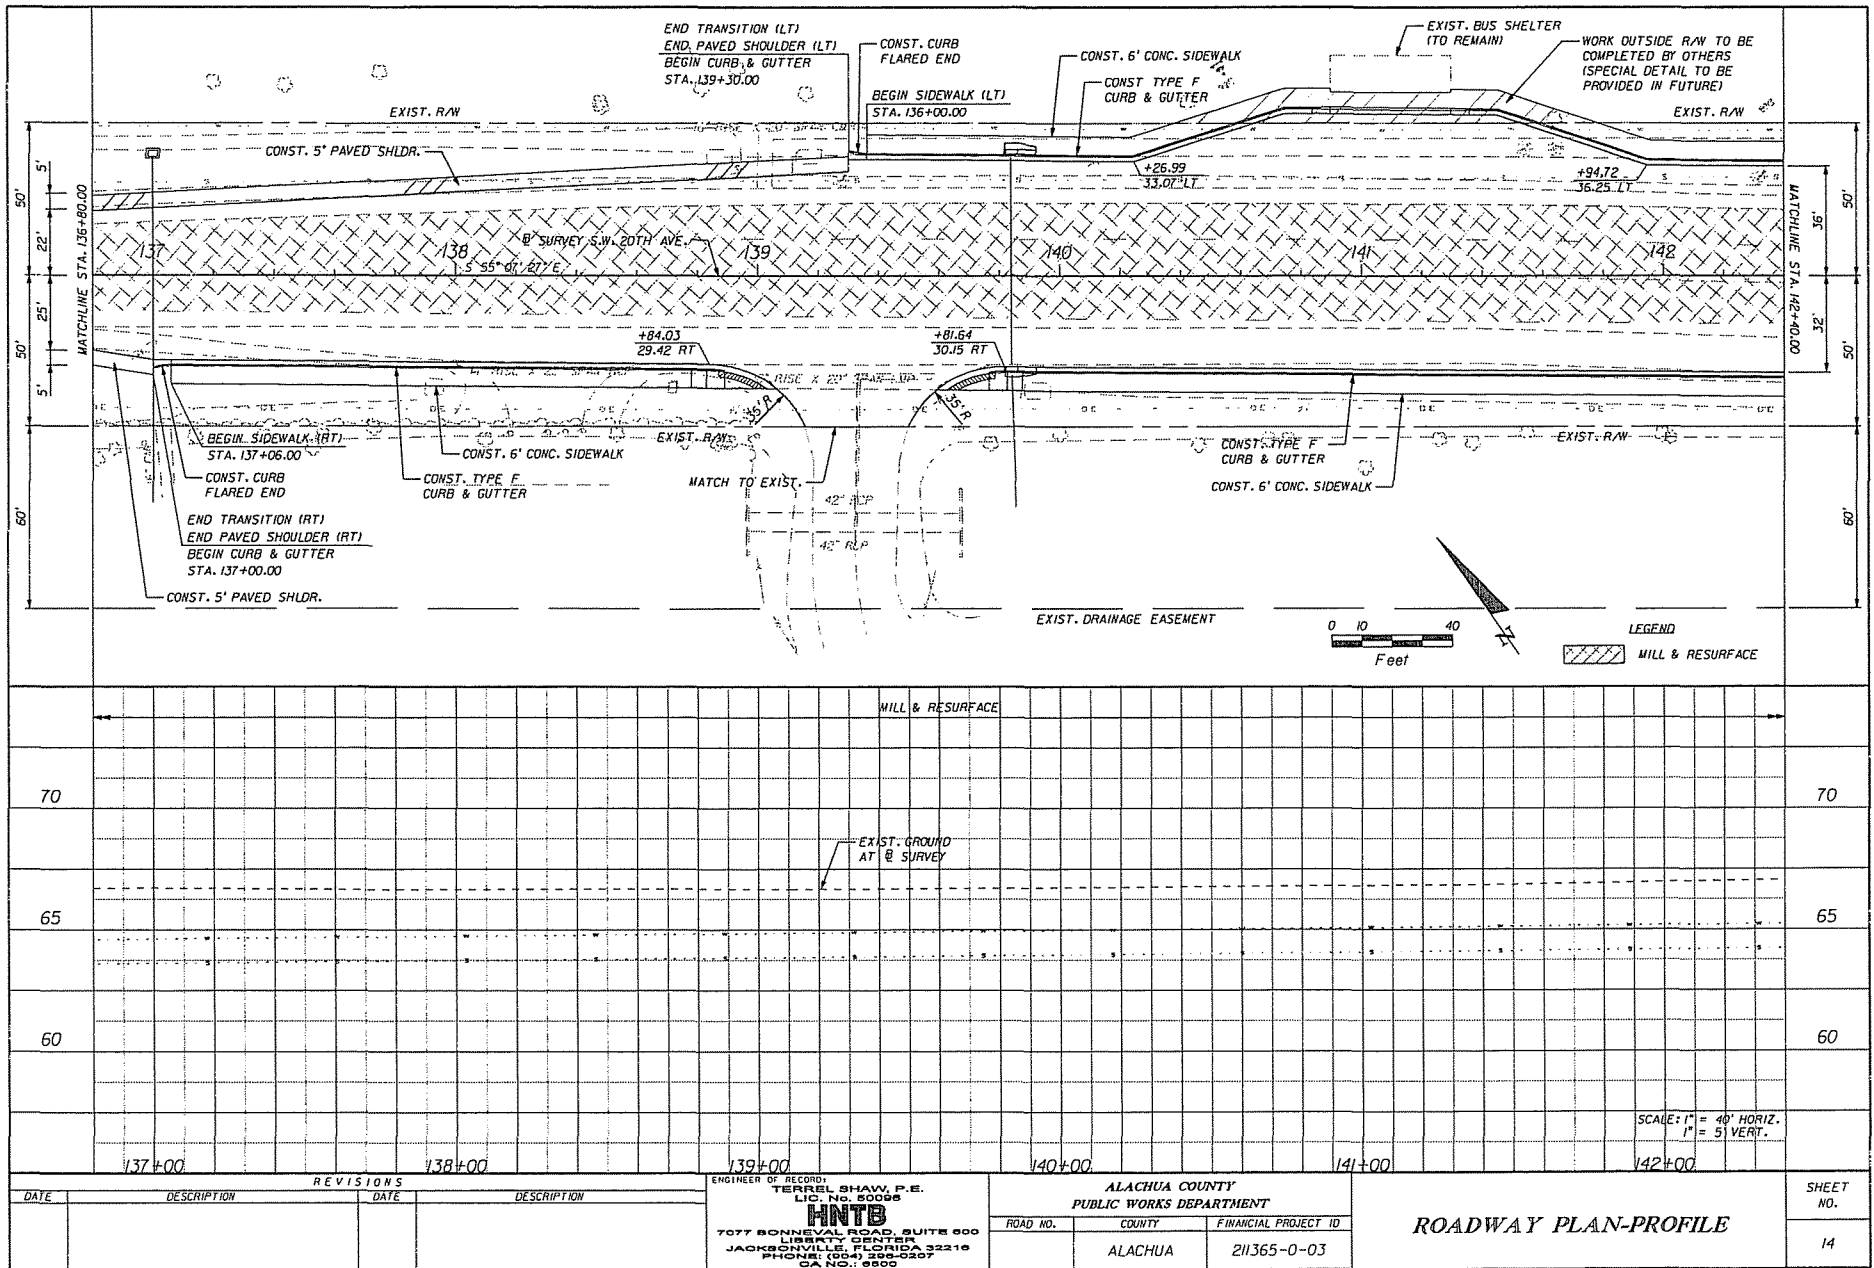 END TRANSITION (LT)
END PAVED SHOULDER (LT)
BEGIN CURB & GUTTER
STA. 139+30.00
CONST. CURB
FLARED END
BEGIN SIDEWALK (LT)
STA. 136+00.00
CONST. 6' CONC. SIDEWALK
CONST TYPE F
CURB & GUTTER
EXIST. BUS SHELTER
(TO REMAIN)
WORK OUTSIDE R/W TO BE
COMPLETED BY OTHERS
(SPECIAL DETAIL TO BE
PROVIDED IN FUTURE)
EXIST. R/W
EXIST. R/W
CONST. 5' PAVED SHLDR.
+26.99
33.07' LT
+94.72
36.25 LT
50'
5'
22'
25'
50'
5'
60'
MATCHLINE STA. 136+80.00
MATCHLINE STA. 142+40.00
50'
36'
32'
50'
60'
137
138
139
140
141
142
℄ SURVEY S.W. 20TH AVE.
S 55° 07' 27" E
+84.03
29.42 RT
+81.64
30.15 RT
35'R
35'R
BEGIN SIDEWALK (RT)
STA. 137+06.00
CONST. CURB
FLARED END
END TRANSITION (RT)
END PAVED SHOULDER (RT)
BEGIN CURB & GUTTER
STA. 137+00.00
CONST. 5' PAVED SHLDR.
CONST. 6' CONC. SIDEWALK
CONST. TYPE F
CURB & GUTTER
EXIST. R/W
MATCH TO EXIST.
42" RCP
42" RCP
CONST. TYPE F
CURB & GUTTER
CONST. 6' CONC. SIDEWALK
EXIST. R/W
EXIST. DRAINAGE EASEMENT
0 10 40
Feet
N
LEGEND
MILL & RESURFACE
MILL & RESURFACE
70
70
EXIST. GROUND
AT ℄ SURVEY
65
65
60
60
SCALE: 1" = 40' HORIZ.
1" = 5' VERT.
137+00
138+00
139+00
140+00
141+00
142+00
REVISIONS
DATE DESCRIPTION DATE DESCRIPTION
ENGINEER OF RECORD:
TERREL SHAW, P.E.
LIC. No. 50098
HNTB
7077 BONNEVAL ROAD, SUITE 600
LIBERTY CENTER
JACKSONVILLE, FLORIDA 32216
PHONE: (904) 296-0207
CA NO.: 6500
ALACHUA COUNTY
PUBLIC WORKS DEPARTMENT
ROAD NO. COUNTY FINANCIAL PROJECT ID
ALACHUA 211365-0-03
ROADWAY PLAN-PROFILE
SHEET
NO.
14